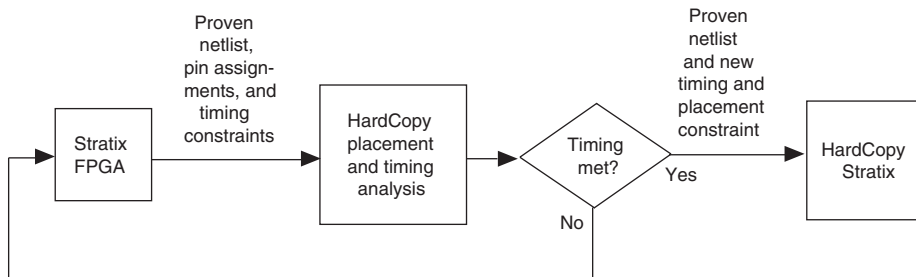 Proven
netlist,
pin assign-
ments, and
timing
constraints
Stratix
FPGA
HardCopy
placement
and timing
analysis
Timing
met?
Yes
No
Proven
netlist
and new
timing and
placement
constraint
HardCopy
Stratix